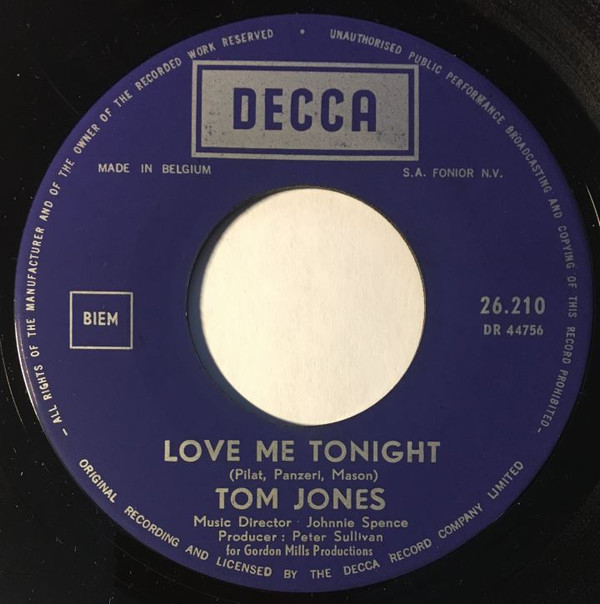 - ALL RIGHTS OF THE MANUFACTURER AND OF THE OWNER OF THE RECORDED WORK RESERVED • UNAUTHORISED PUBLIC PERFORMANCE BROADCASTING AND COPYING OF THIS RECORD PROHIBITED -
DECCA
MADE IN BELGIUM
S.A. FONIOR N.V.
BIEM
26.210
DR 44756
LOVE ME TONIGHT
(Pilat, Panzeri, Mason)
TOM JONES
Music Director · Johnnie Spence
Producer : Peter Sullivan
for Gordon Mills Productions
ORIGINAL RECORDING AND LICENSED BY THE DECCA RECORD COMPANY LIMITED